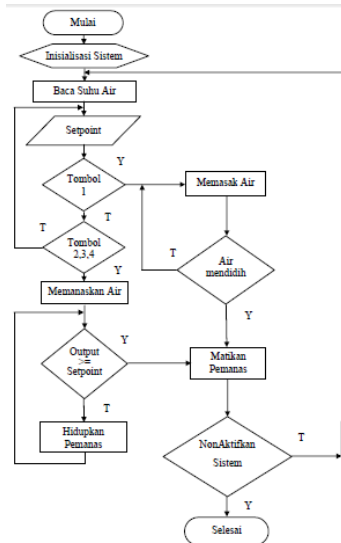 Mulai
Inisialisasi Sistem
Baca Suhu Air
Setpoint
Y
Tombol
1
Memasak Air
T
T
Tombol
2,3,4
T
Air
mendidih
Y
Memanaskan Air
Y
Output
>=
Setpoint
Y
Matikan
Pemanas
T
Hidupkan
Pemanas
NonAktifkan
Sistem
T
Y
Selesai